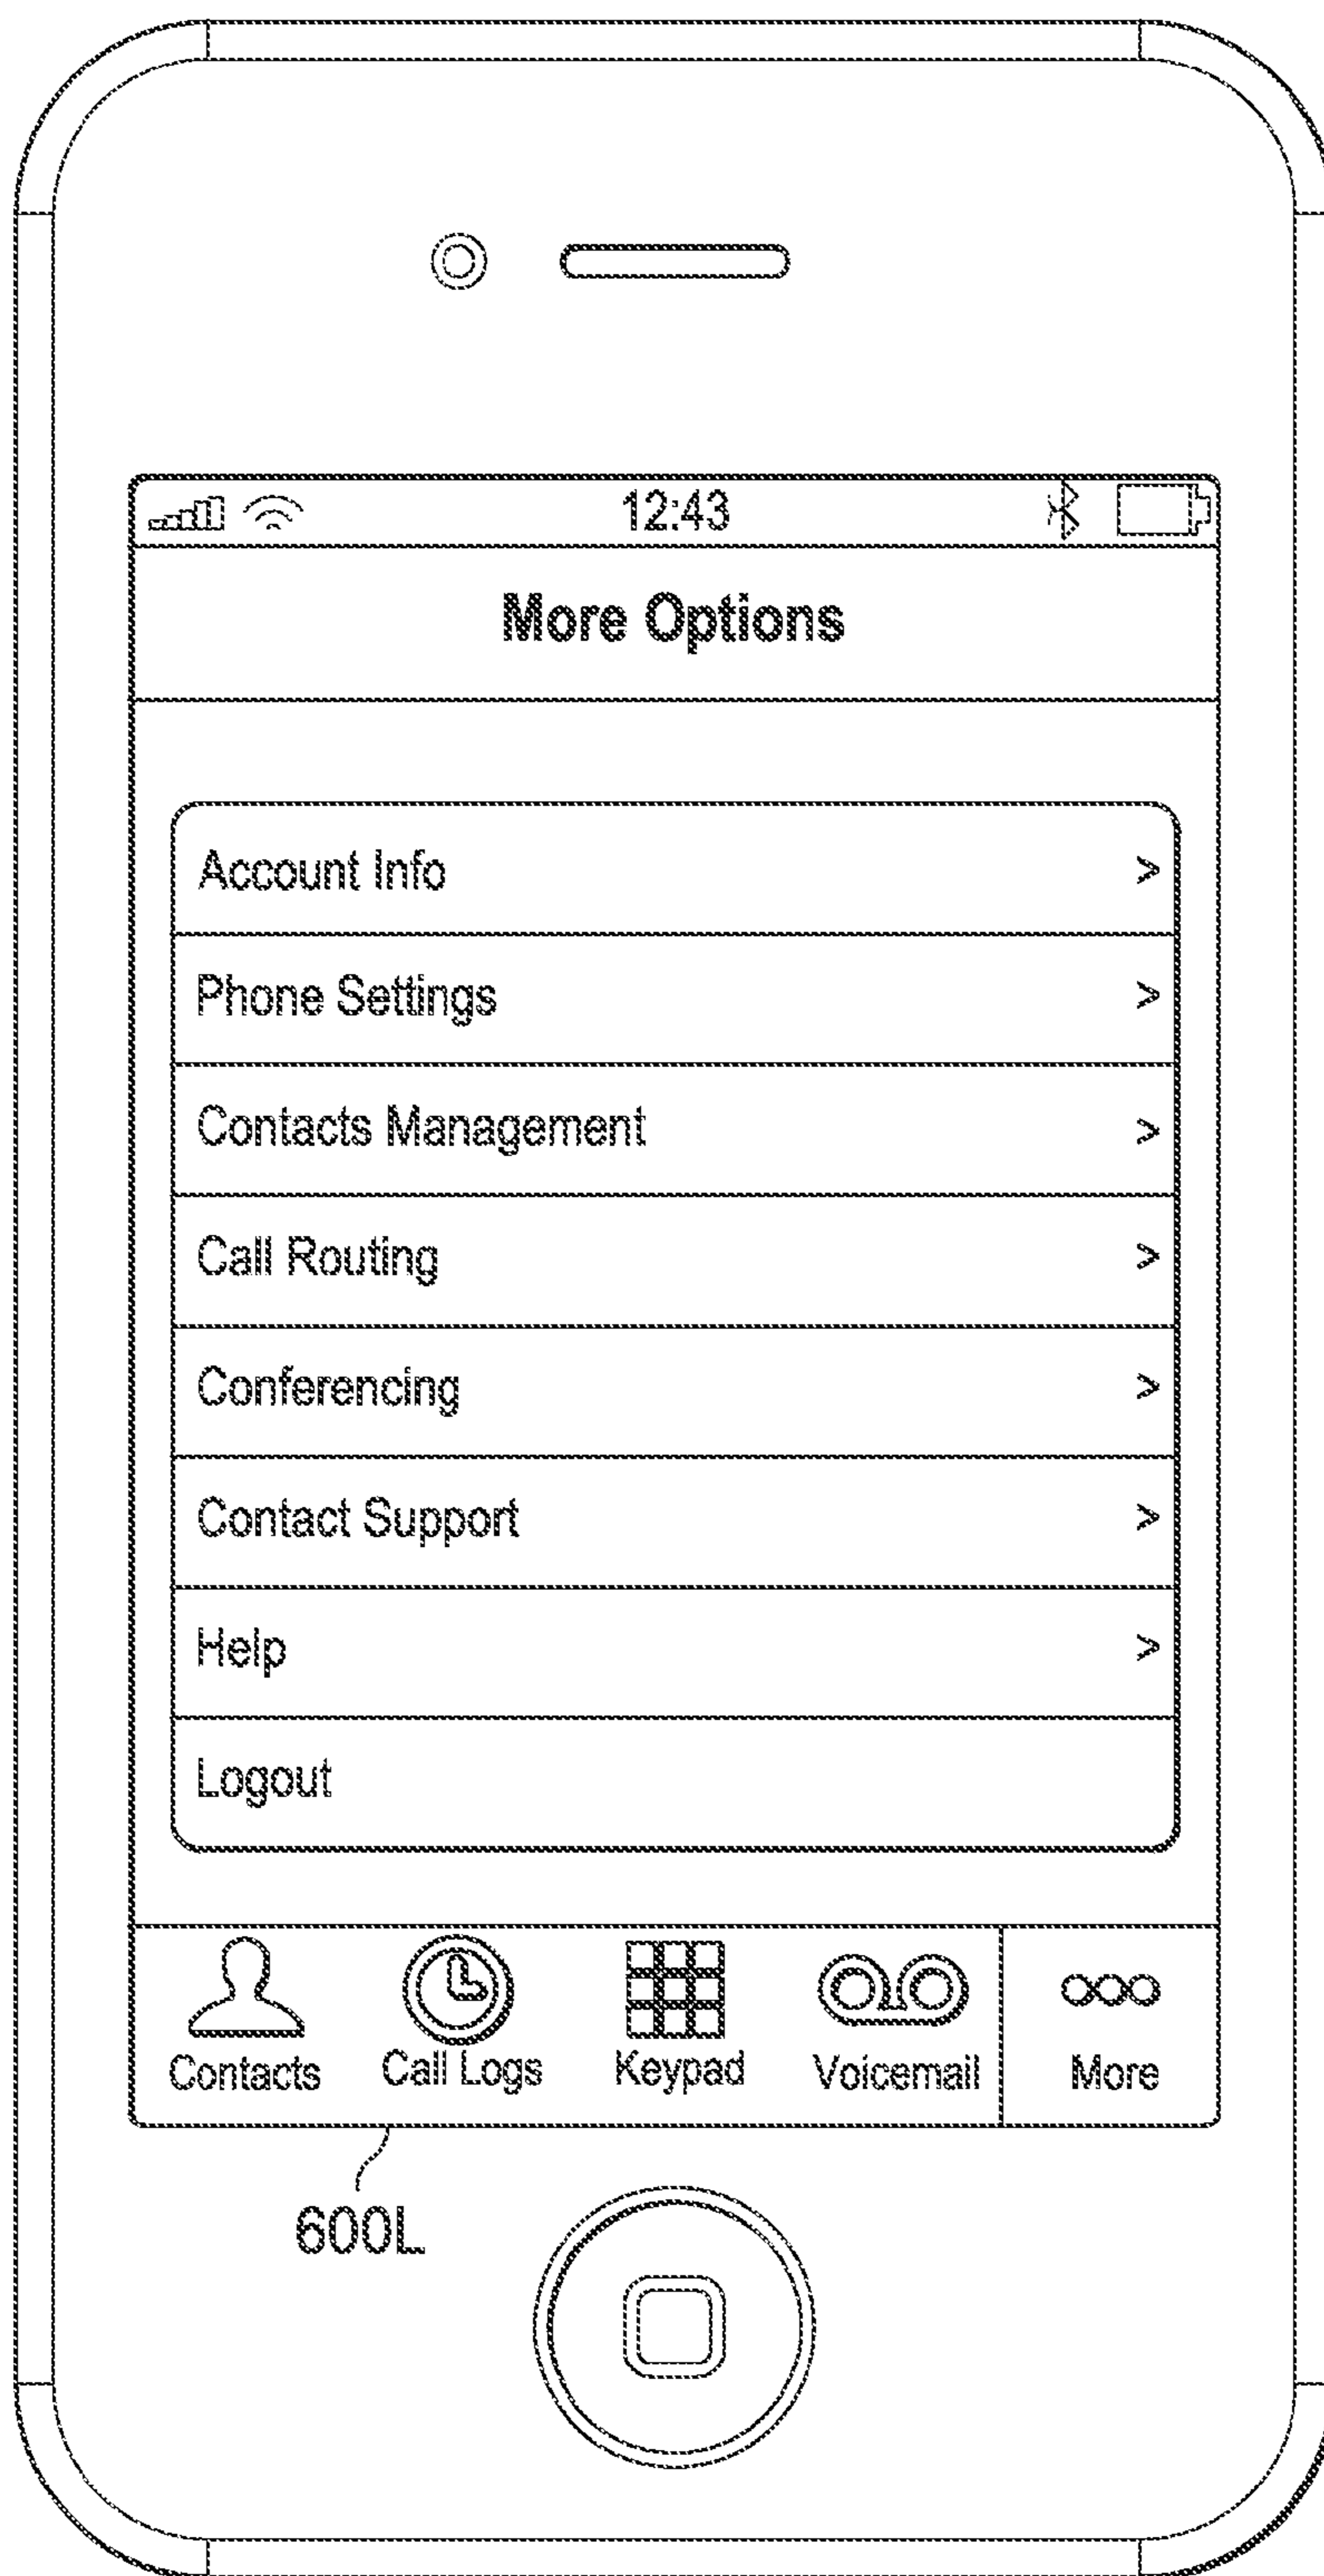 12:43
More Options
Account Info >
Phone Settings >
Contacts Management >
Call Routing >
Conferencing >
Contact Support >
Help >
Logout
Contacts Call Logs Keypad Voicemail More
600L